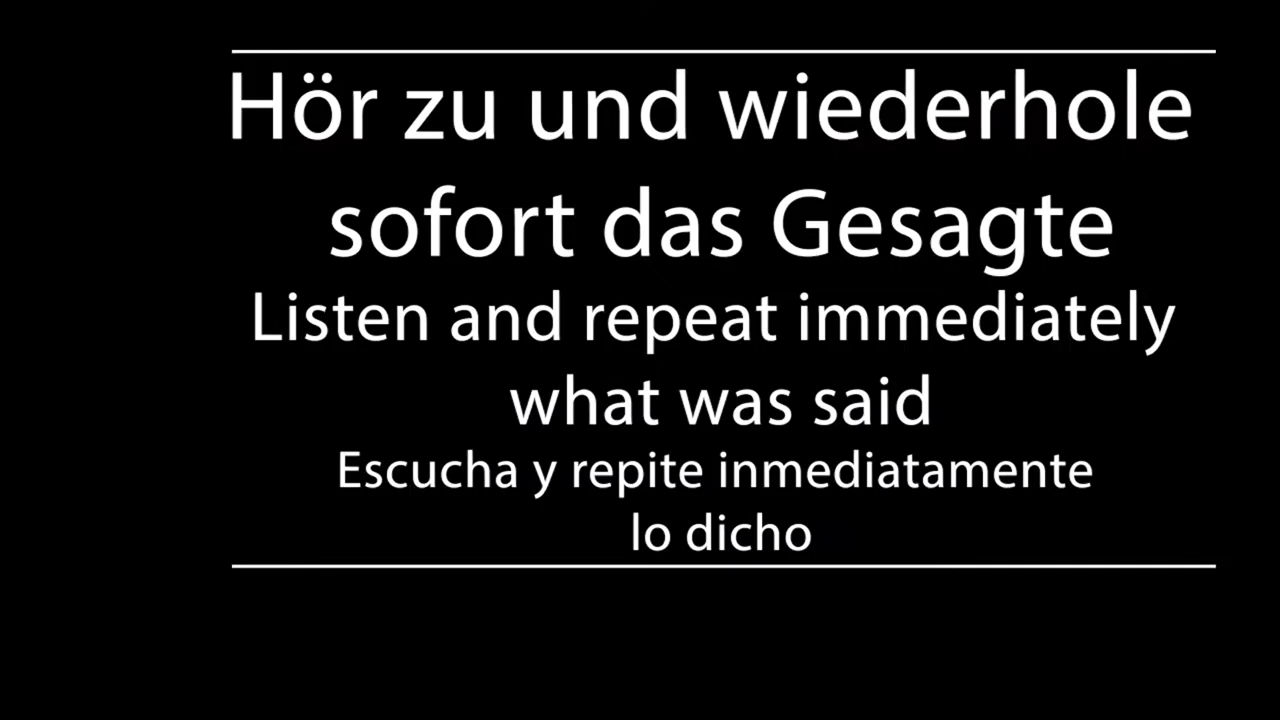 Hör zu und wiederhole
sofort das Gesagte
Listen and repeat immediately
what was said
Escucha y repite inmediatamente
lo dicho